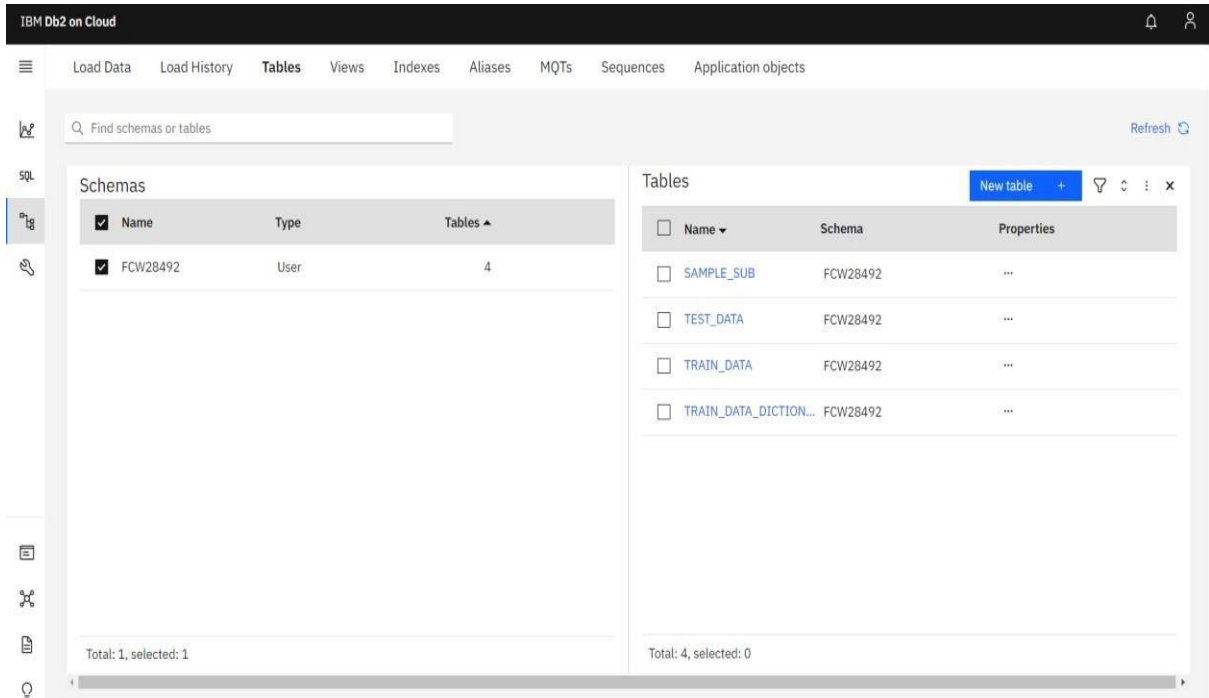 IBM Db2 on Cloud
Load Data Load History Tables Views Indexes Aliases MQTs Sequences Application objects
Find schemas or tables
Refresh
SQL
Schemas
Name Type Tables
FCW28492 User 4
Total: 1, selected: 1
Tables
New table +
Name Schema Properties
SAMPLE_SUB FCW28492 ...
TEST_DATA FCW28492 ...
TRAIN_DATA FCW28492 ...
TRAIN_DATA_DICTION... FCW28492 ...
Total: 4, selected: 0